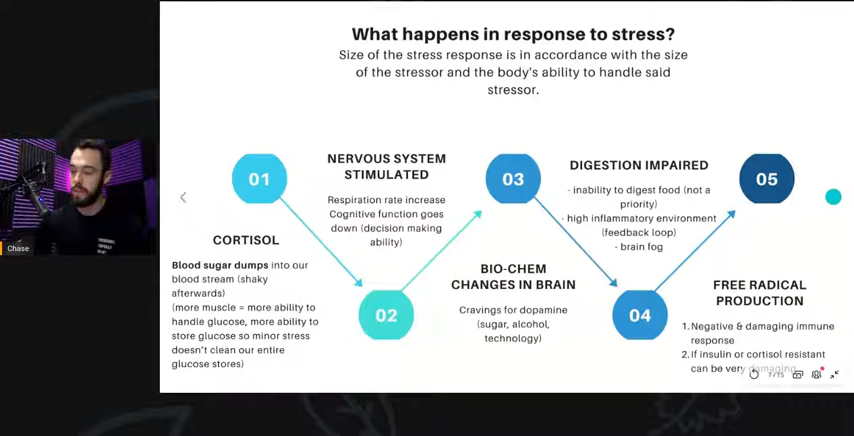 What happens in response to stress?
Size of the stress response is in accordance with the size
of the stressor and the body's ability to handle said
stressor.
01
CORTISOL
Blood sugar dumps into our
blood stream (shaky
afterwards)
(more muscle = more ability to
handle glucose, more ability to
store glucose so minor stress
doesn't clean our entire
glucose stores)
NERVOUS SYSTEM
STIMULATED
Respiration rate increase
Cognitive function goes
down (decision making
ability)
02
03
BIO-CHEM
CHANGES IN BRAIN
Cravings for dopamine
(sugar, alcohol,
technology)
DIGESTION IMPAIRED
- inability to digest food (not a
priority)
- high inflammatory environment
(feedback loop)
- brain fog
04
05
FREE RADICAL
PRODUCTION
1. Negative & damaging immune
response
2. If insulin or cortisol resistant
can be very damaging
7/15
Chase